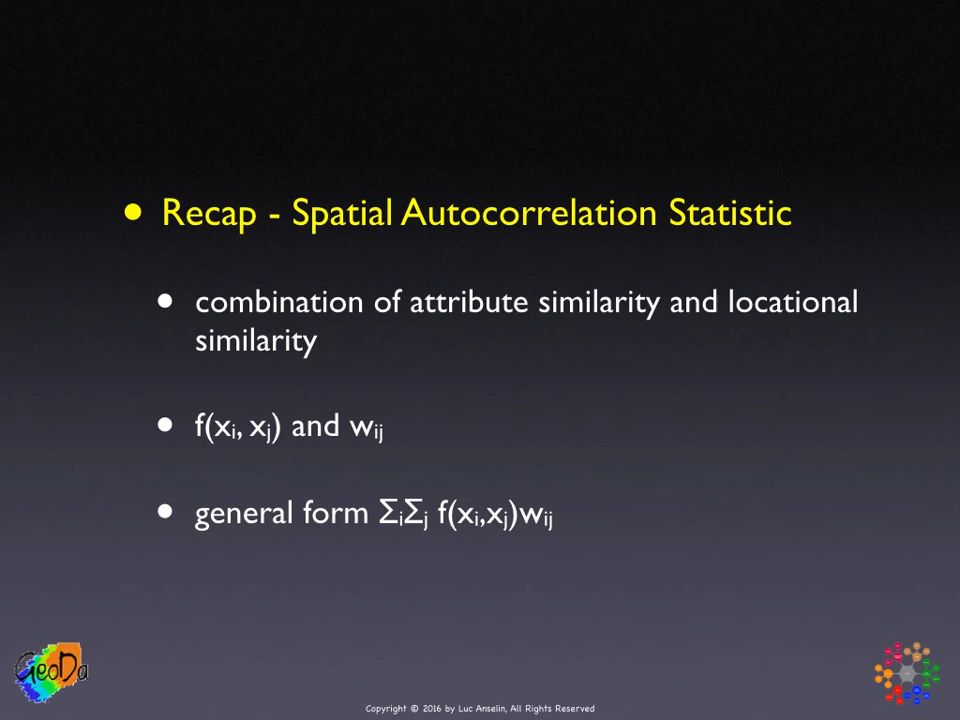 • Recap - Spatial Autocorrelation Statistic
• combination of attribute similarity and locational
similarity
• f(xᵢ, xⱼ) and wᵢⱼ
• general form ΣᵢΣⱼ f(xᵢ,xⱼ)wᵢⱼ
GeoDa
Copyright © 2016 by Luc Anselin, All Rights Reserved